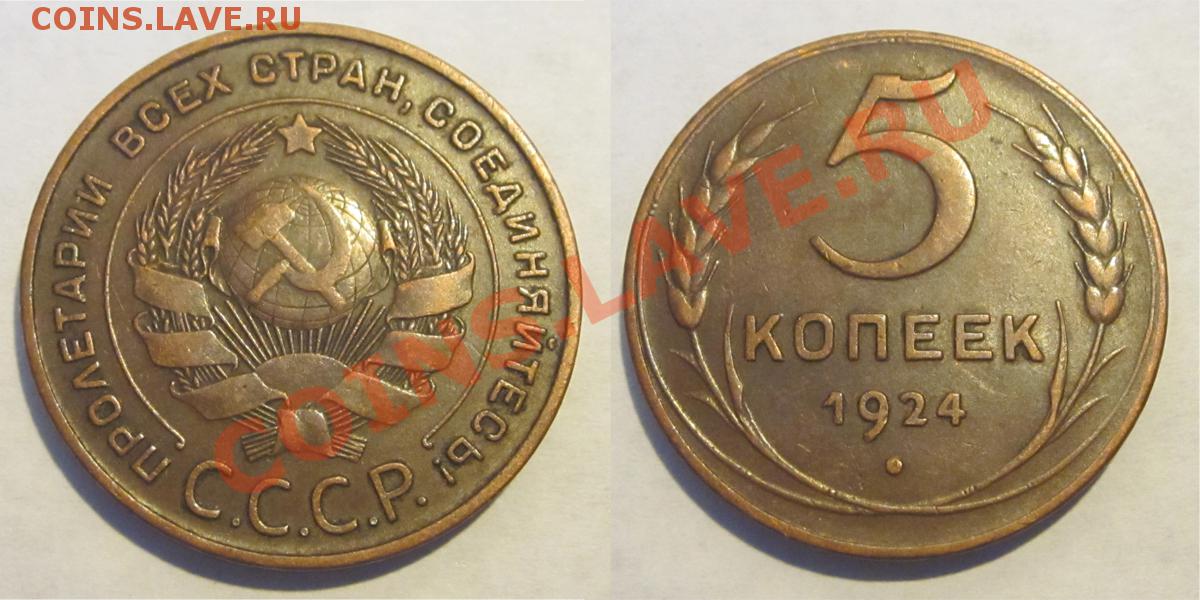 COINS.LAVE.RU
ПРОЛЕТАРИИ ВСЕХ СТРАН, СОЕДИНЯЙТЕСЬ!
С.С.С.Р.
5
КОПЕЕК
1924
COINS.LAVE.RU